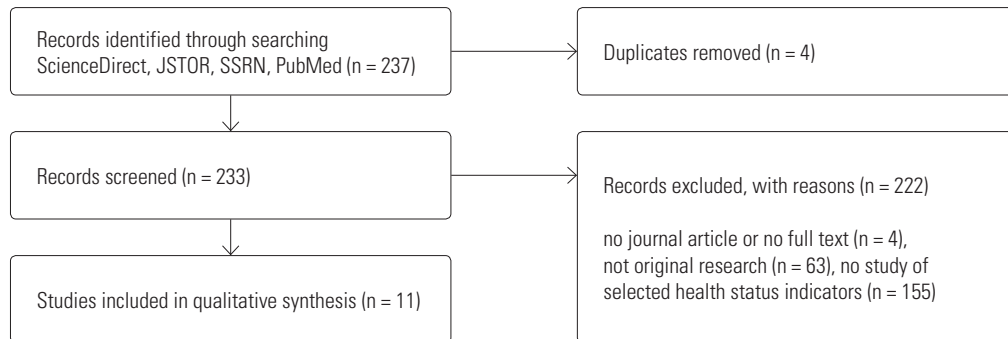 Records identified through searching
ScienceDirect, JSTOR, SSRN, PubMed (n = 237)
Duplicates removed (n = 4)
Records screened (n = 233)
Records excluded, with reasons (n = 222)
no journal article or no full text (n = 4),
not original research (n = 63), no study of
selected health status indicators (n = 155)
Studies included in qualitative synthesis (n = 11)